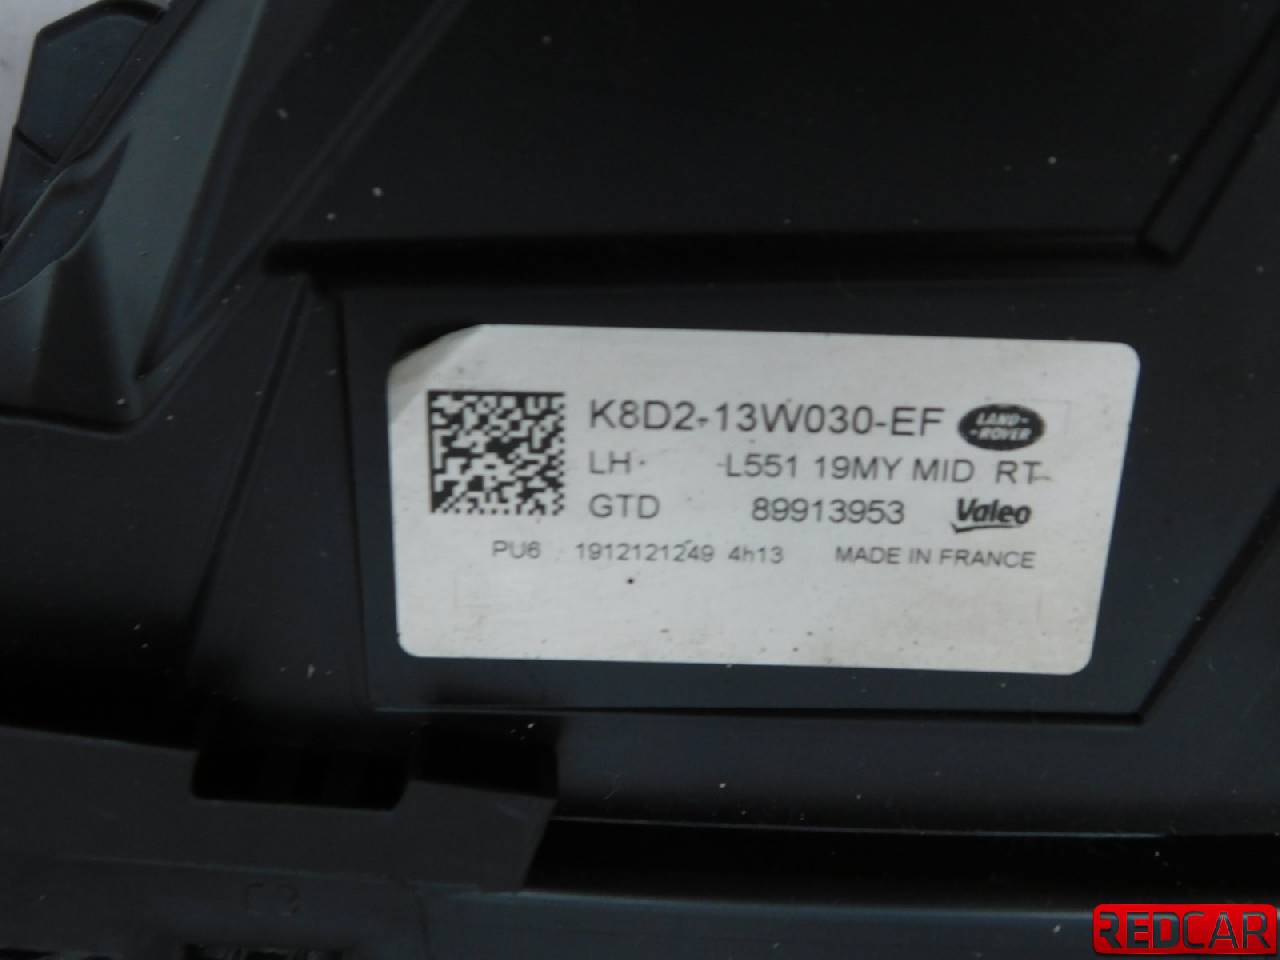 K8D2-13W030-EF LAND-ROVER
LH L551 19MY MID RT
GTD 89913953 Valeo
PU6 1912121249 4h13 MADE IN FRANCE
REDCAR